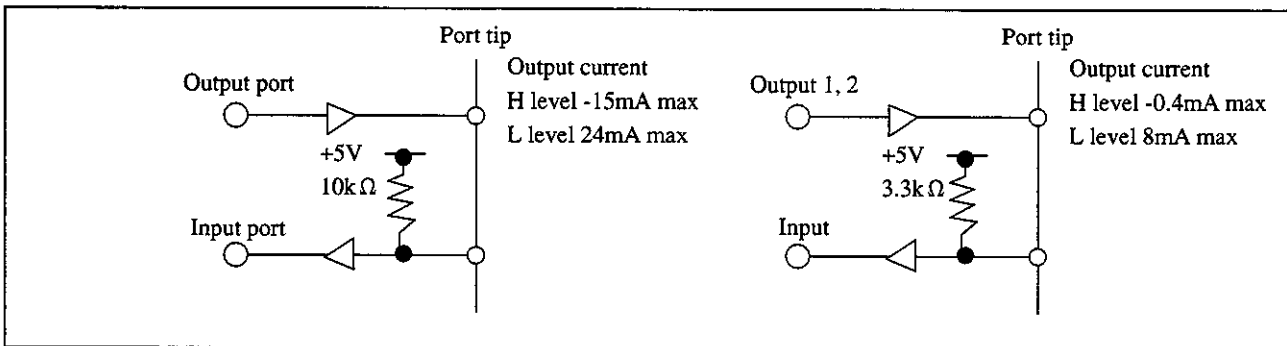 Port tip
Output port
Output current
H level -15mA max
L level 24mA max
+5V
10kΩ
Input port
Port tip
Output 1, 2
Output current
H level -0.4mA max
L level 8mA max
+5V
3.3kΩ
Input